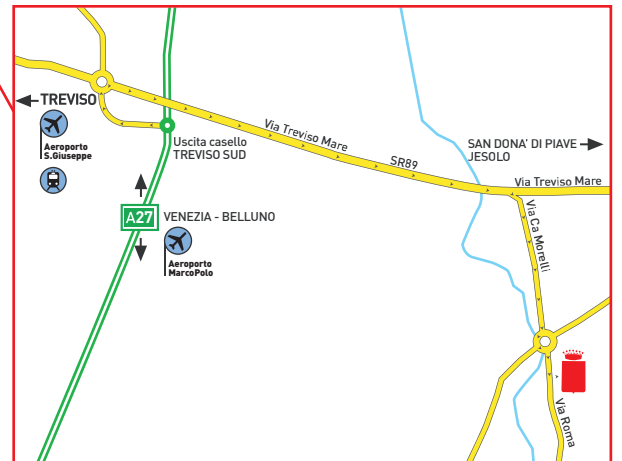 TREVISO
Aeroporto
S.Giuseppe
Uscita casello
TREVISO SUD
Via Treviso Mare
SR89
SAN DONA' DI PIAVE
JESOLO
Via Treviso Mare
A27
VENEZIA - BELLUNO
Aeroporto
MarcoPolo
Via Ca Morelli
Via Roma